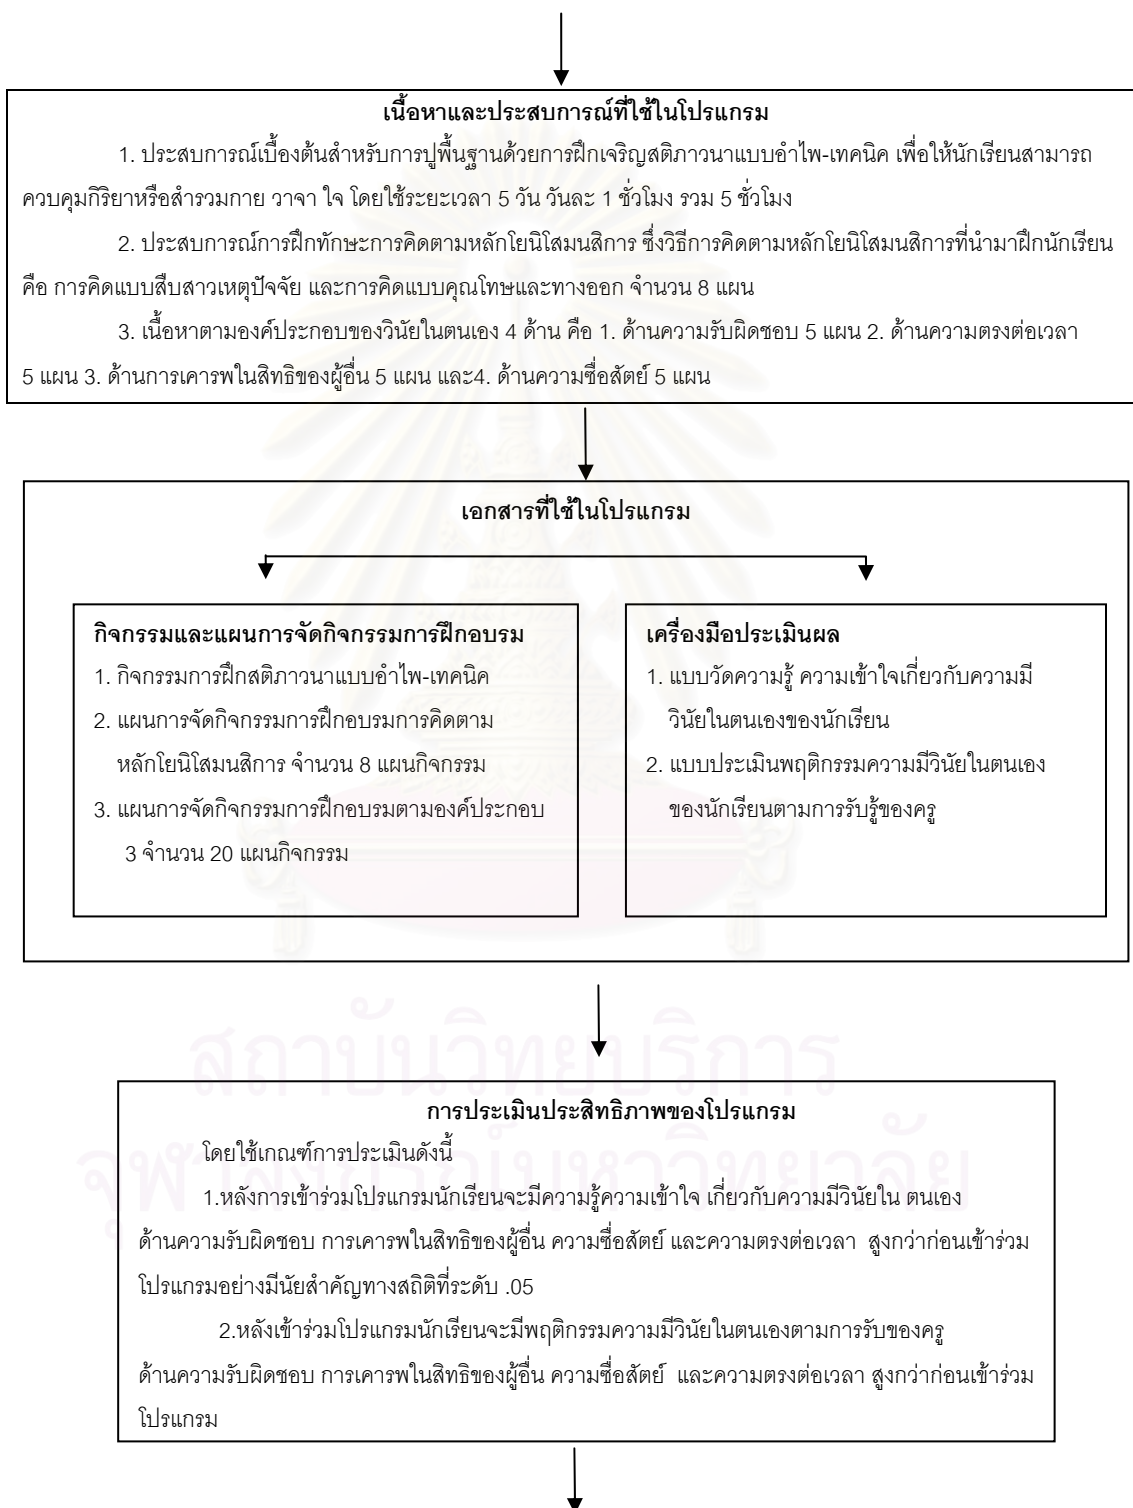 เนื้อหาและประสบการณ์ที่ใช้ในโปรแกรม
1. ประสบการณ์เบื้องต้นสำหรับการปูพื้นฐานด้วยการฝึกเจริญสติภาวนาแบบอำไพ-เทคนิค เพื่อให้นักเรียนสามารถ
ควบคุมกิริยาหรือสำรวมกาย วาจา ใจ โดยใช้ระยะเวลา 5 วัน วันละ 1 ชั่วโมง รวม 5 ชั่วโมง
2. ประสบการณ์การฝึกทักษะการคิดตามหลักโยนิโสมนสิการ ซึ่งวิธีการคิดตามหลักโยนิโสมนสิการที่นำมาฝึกนักเรียน
คือ การคิดแบบสืบสาวเหตุปัจจัย และการคิดแบบคุณโทษและทางออก จำนวน 8 แผน
3. เนื้อหาตามองค์ประกอบของวินัยในตนเอง 4 ด้าน คือ 1. ด้านความรับผิดชอบ 5 แผน 2. ด้านความตรงต่อเวลา
5 แผน 3. ด้านการเคารพในสิทธิของผู้อื่น 5 แผน และ4. ด้านความซื่อสัตย์ 5 แผน
เอกสารที่ใช้ในโปรแกรม
กิจกรรมและแผนการจัดกิจกรรมการฝึกอบรม
1. กิจกรรมการฝึกสติภาวนาแบบอำไพ-เทคนิค
2. แผนการจัดกิจกรรมการฝึกอบรมการคิดตาม
หลักโยนิโสมนสิการ จำนวน 8 แผนกิจกรรม
3. แผนการจัดกิจกรรมการฝึกอบรมตามองค์ประกอบ
3 จำนวน 20 แผนกิจกรรม
เครื่องมือประเมินผล
1. แบบวัดความรู้ ความเข้าใจเกี่ยวกับความมี
วินัยในตนเองของนักเรียน
2. แบบประเมินพฤติกรรมความมีวินัยในตนเอง
ของนักเรียนตามการรับรู้ของครู
สถาบันวิทยบริการ
จุฬาลงกรณ์มหาวิทยาลัย
การประเมินประสิทธิภาพของโปรแกรม
โดยใช้เกณฑ์การประเมินดังนี้
1.หลังการเข้าร่วมโปรแกรมนักเรียนจะมีความรู้ความเข้าใจ เกี่ยวกับความมีวินัยใน ตนเอง
ด้านความรับผิดชอบ การเคารพในสิทธิของผู้อื่น ความซื่อสัตย์ และความตรงต่อเวลา สูงกว่าก่อนเข้าร่วม
โปรแกรมอย่างมีนัยสำคัญทางสถิติที่ระดับ .05
2.หลังเข้าร่วมโปรแกรมนักเรียนจะมีพฤติกรรมความมีวินัยในตนเองตามการรับของครู
ด้านความรับผิดชอบ การเคารพในสิทธิของผู้อื่น ความซื่อสัตย์ และความตรงต่อเวลา สูงกว่าก่อนเข้าร่วม
โปรแกรม